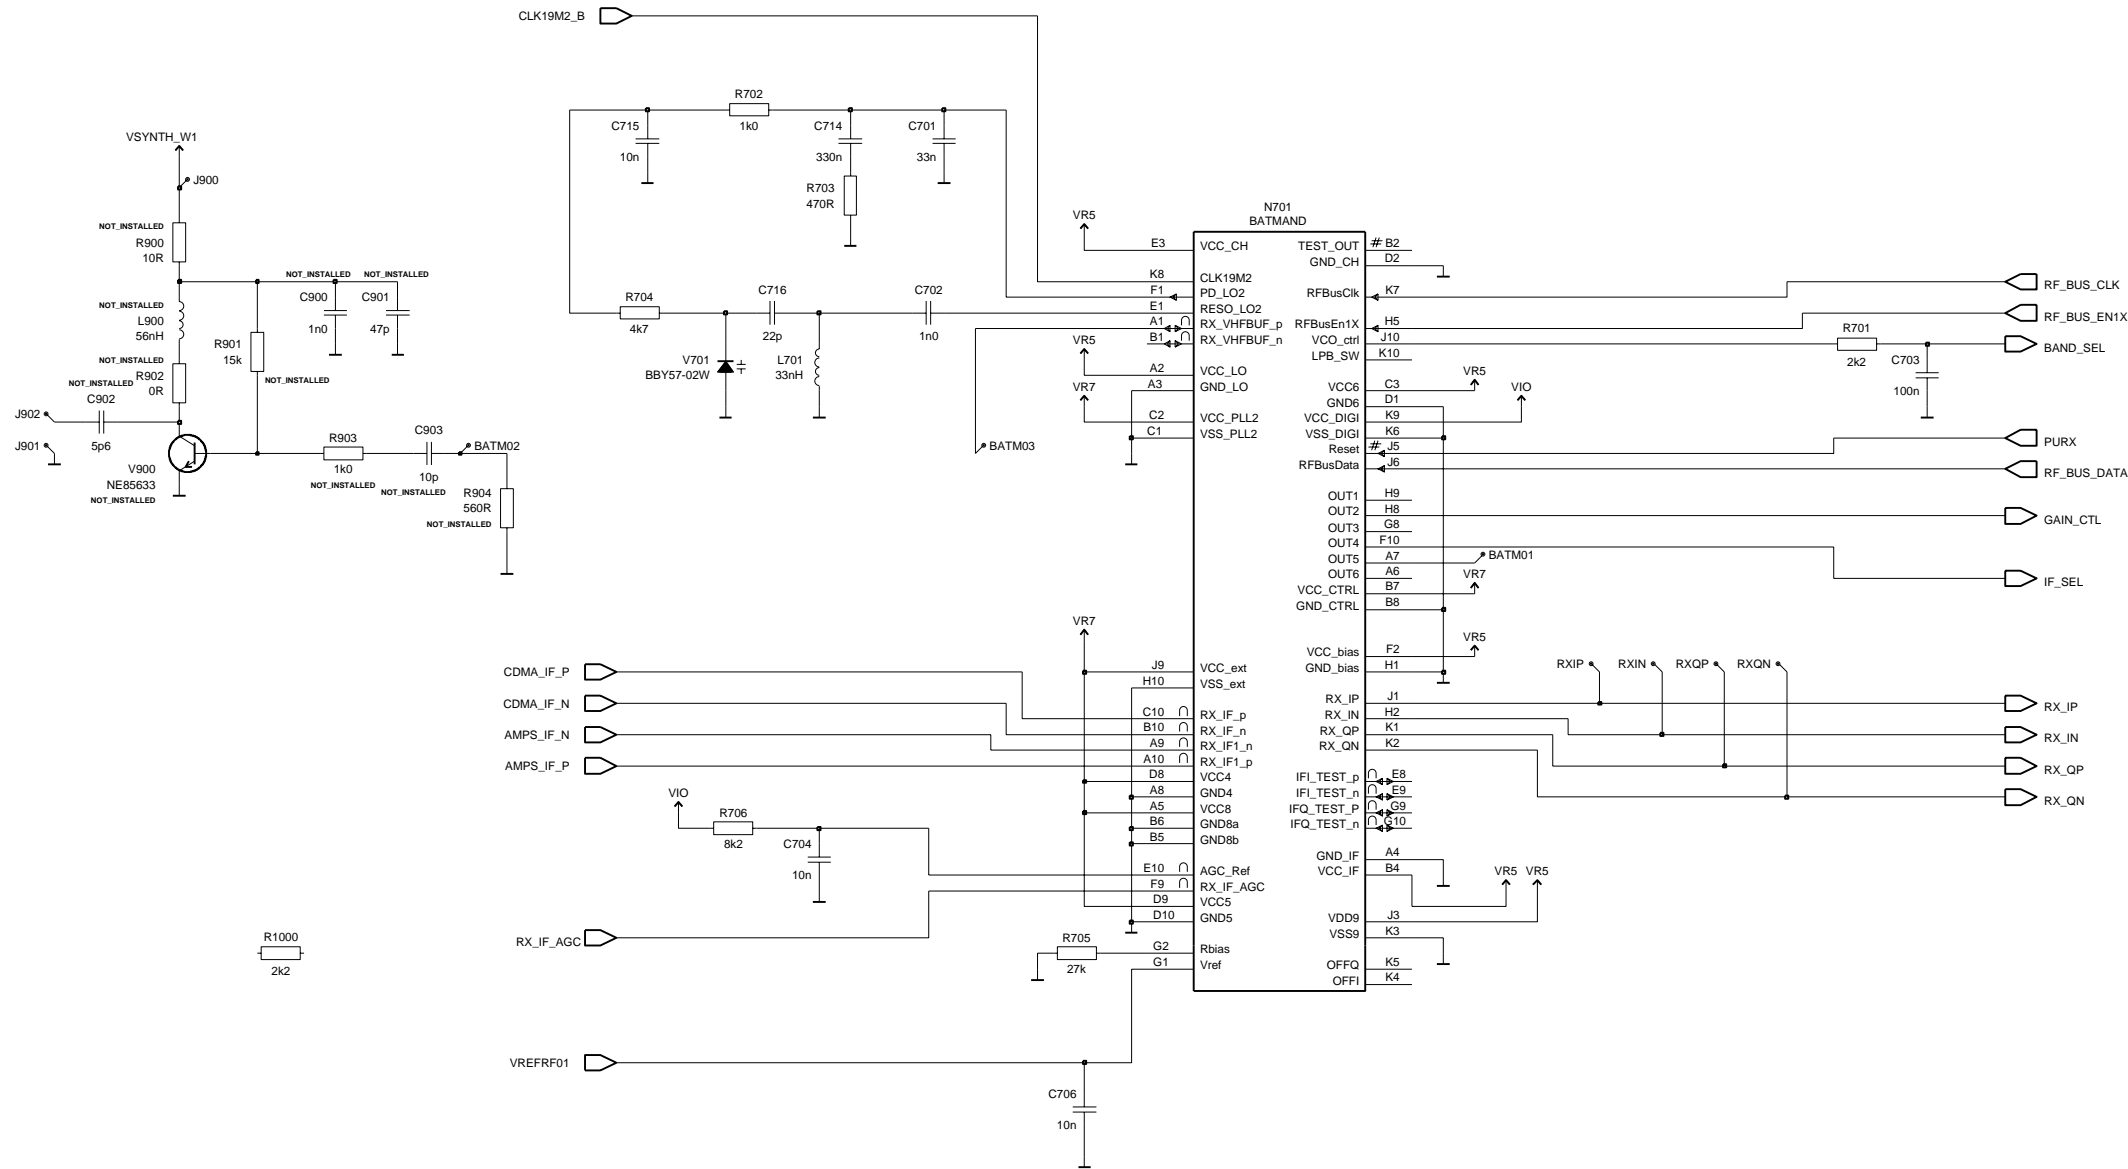 CLK19M2_B
R702
1k0
C715
10n
C714
330n
C701
33n
R703
470R
VSYNTH_W1
J900
NOT_INSTALLED
R900
10R
NOT_INSTALLED
NOT_INSTALLED
C900
1n0
C901
47p
NOT_INSTALLED
L900
56nH
R901
15k
NOT_INSTALLED
NOT_INSTALLED
R902
0R
NOT_INSTALLED
C902
5p6
J902
J901
V900
NE85633
NOT_INSTALLED
R903
1k0
NOT_INSTALLED
C903
10p
NOT_INSTALLED
BATM02
R904
560R
NOT_INSTALLED
R704
4k7
C716
22p
C702
1n0
V701
BBY57-02W
L701
33nH
BATM03
N701
BATMAND
VR5
E3 VCC_CH
K8 CLK19M2
F1 PD_LO2
E1 RESO_LO2
A1 RX_VHFBUF_p
B1 RX_VHFBUF_n
VR5
A2 VCC_LO
A3 GND_LO
VR7
C2 VCC_PLL2
C1 VSS_PLL2
VR7
CDMA_IF_P
CDMA_IF_N
AMPS_IF_N
AMPS_IF_P
J9 VCC_ext
H10 VSS_ext
C10 RX_IF_p
B10 RX_IF_n
A9 RX_IF1_n
A10 RX_IF1_p
D8 VCC4
A8 GND4
A5 VCC8
B6 GND8a
B5 GND8b
E10 AGC_Ref
F9 RX_IF_AGC
D9 VCC5
D10 GND5
G2 Rbias
G1 Vref
VIO
R706
8k2
C704
10n
RX_IF_AGC
R705
27k
R1000
2k2
VREFRF01
C706
10n
TEST_OUT # B2
GND_CH D2
RFBusClk K7
RFBusEn1X H5
VCO_ctrl J10
LPB_SW K10
VCC6 C3
GND6 D1
VCC_DIGI K9
VSS_DIGI K6
Reset # J5
RFBusData J6
OUT1 H9
OUT2 H8
OUT3 G8
OUT4 F10
OUT5 A7
OUT6 A6
VCC_CTRL B7
GND_CTRL B8
VCC_bias F2
GND_bias H1
RX_IP J1
RX_IN H2
RX_QP K1
RX_QN K2
IFI_TEST_p E8
IFI_TEST_n E9
IFQ_TEST_P G9
IFQ_TEST_n G10
GND_IF A4
VCC_IF B4
VDD9 J3
VSS9 K3
OFFQ K5
OFFI K4
VR5
VIO
BATM01
VR7
VR5
VR5
VR5
R701
2k2
C703
100n
RXIP
RXIN
RXQP
RXQN
RF_BUS_CLK
RF_BUS_EN1X
BAND_SEL
PURX
RF_BUS_DATA
GAIN_CTL
IF_SEL
RX_IP
RX_IN
RX_QP
RX_QN